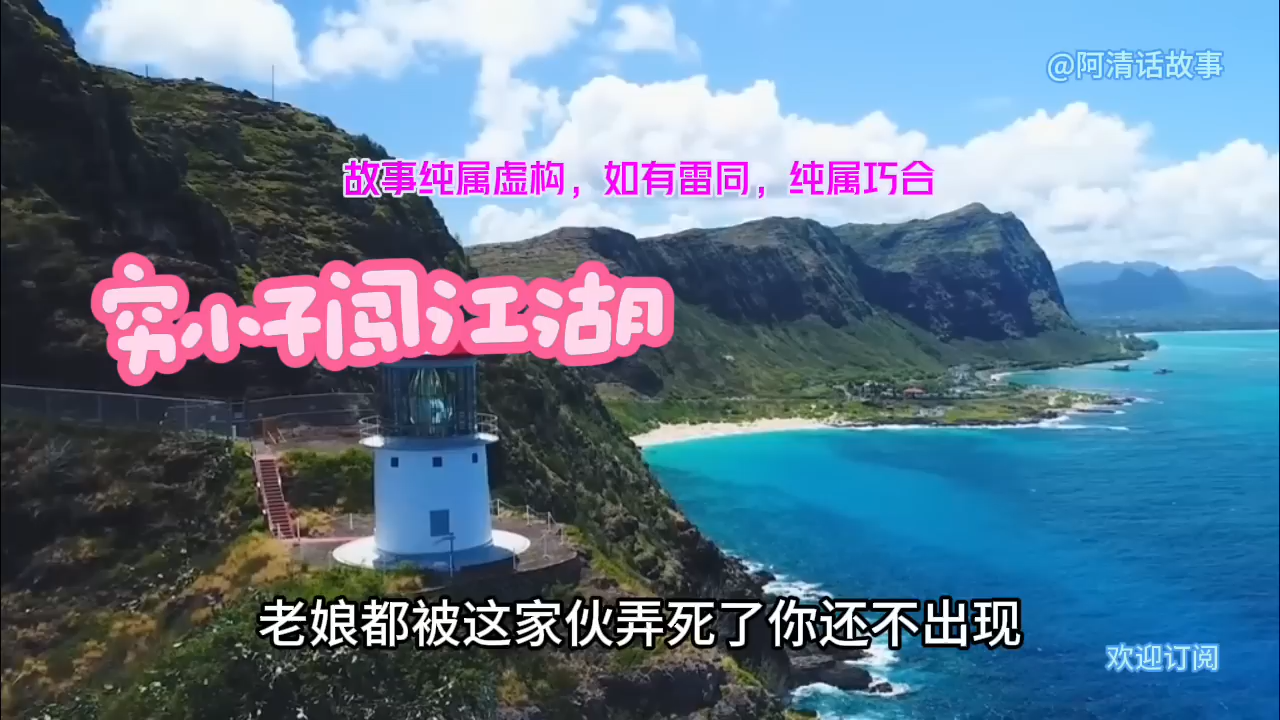 @阿清话故事
故事纯属虚构，如有雷同，纯属巧合
穷小子闯江湖
老娘都被这家伙弄死了你还不出现
欢迎订阅